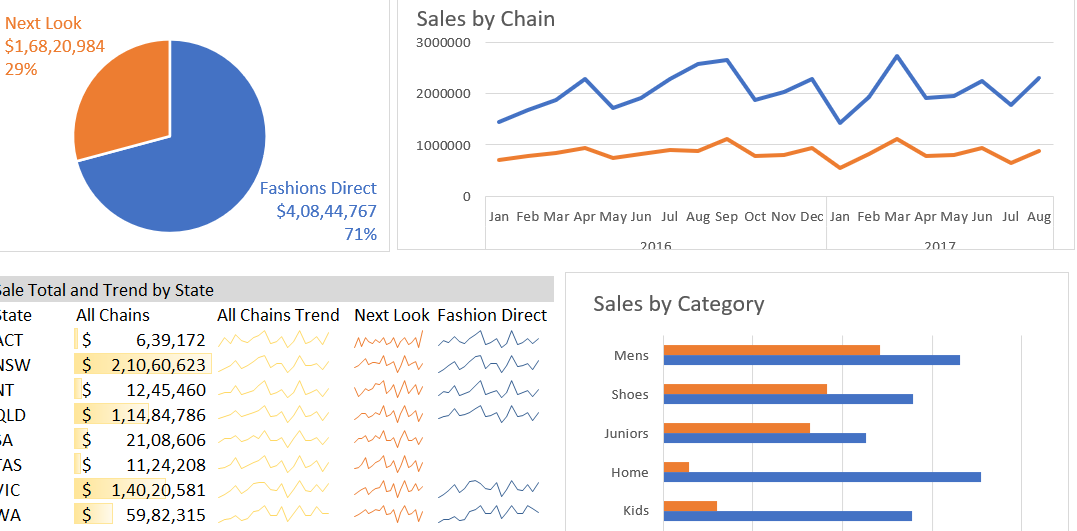 Next Look
$1,68,20,984
29%
Fashions Direct
$4,08,44,767
71%
Sales by Chain
3000000
2000000
1000000
0
Jan Feb Mar Apr May Jun Jul Aug Sep Oct Nov Dec Jan Feb Mar Apr May Jun Jul Aug
2016 2017
Sale Total and Trend by State
State All Chains All Chains Trend Next Look Fashion Direct
ACT $ 6,39,172
NSW $ 2,10,60,623
NT $ 12,45,460
QLD $ 1,14,84,786
SA $ 21,08,606
TAS $ 11,24,208
VIC $ 1,40,20,581
WA $ 59,82,315
Sales by Category
Mens
Shoes
Juniors
Home
Kids